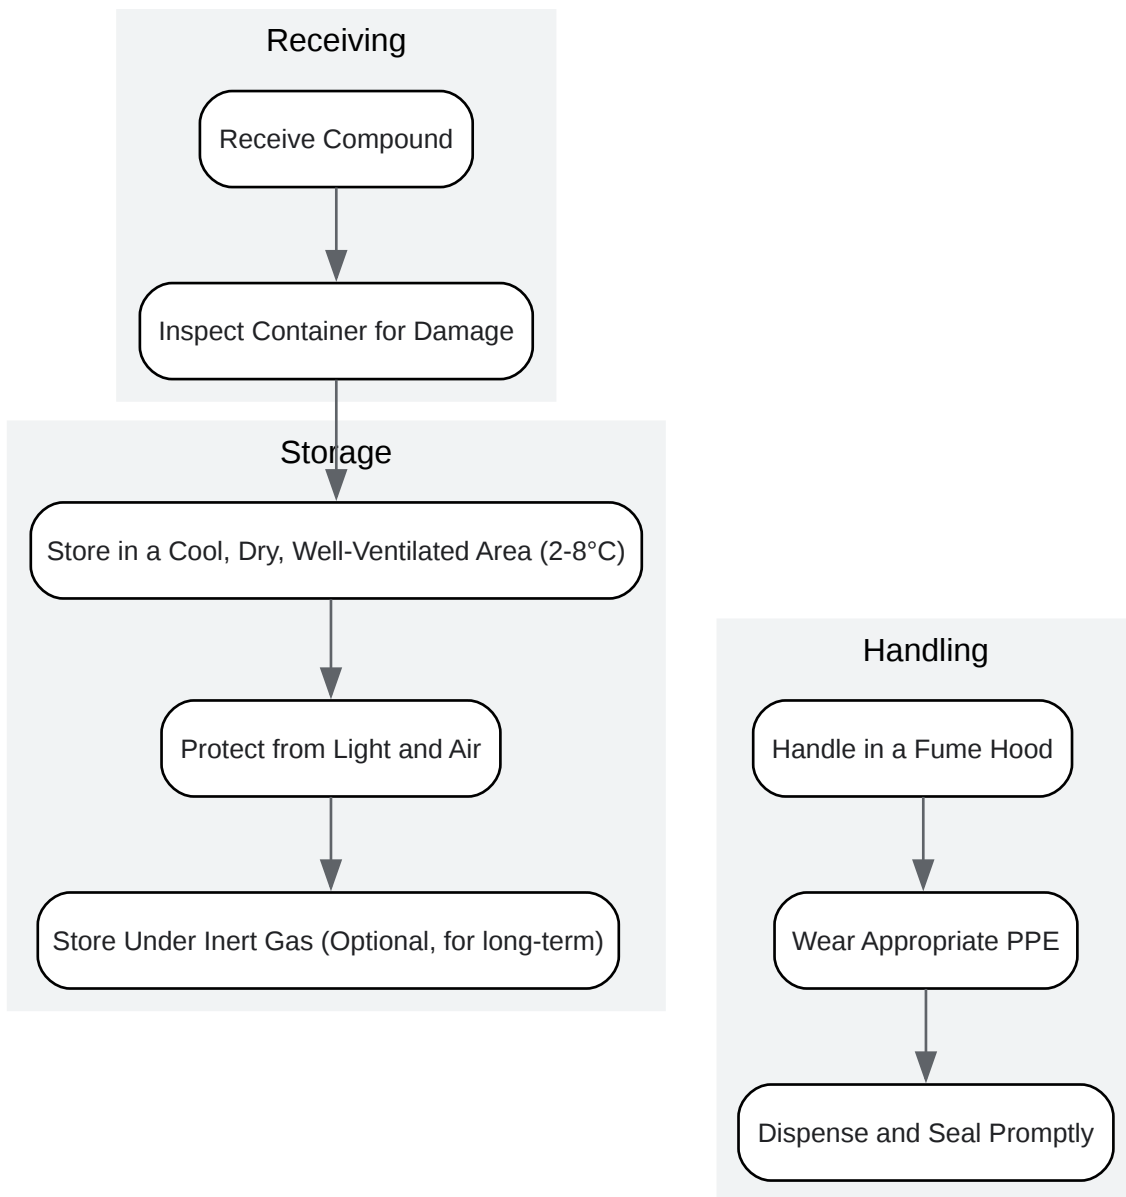 Receiving
Receive Compound
Inspect Container for Damage
Storage
Store in a Cool, Dry, Well-Ventilated Area (2-8°C)
Protect from Light and Air
Store Under Inert Gas (Optional, for long-term)
Handling
Handle in a Fume Hood
Wear Appropriate PPE
Dispense and Seal Promptly